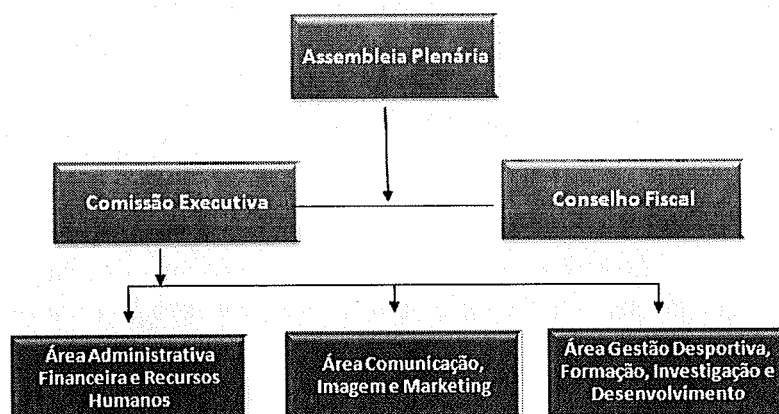 Assembleia Plenária
Comissão Executiva
Conselho Fiscal
Área Administrativa
Financeira e Recursos
Humanos
Área Comunicação,
Imagem e Marketing
Área Gestão Desportiva,
Formação, Investigação e
Desenvolvimento